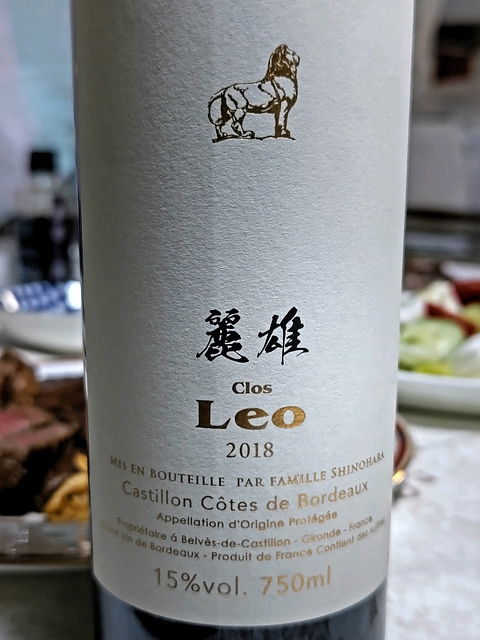 麗雄
Clos
Leo
2018
MIS EN BOUTEILLE PAR FAMILLE SHINOHARA
Castillon Côtes de Bordeaux
Appellation d'Origine Protégée
Propriétaire à Belvès-de-Castillon - Gironde - France
Vin de Bordeaux - Produit de France Contient des
15%vol. 750ml